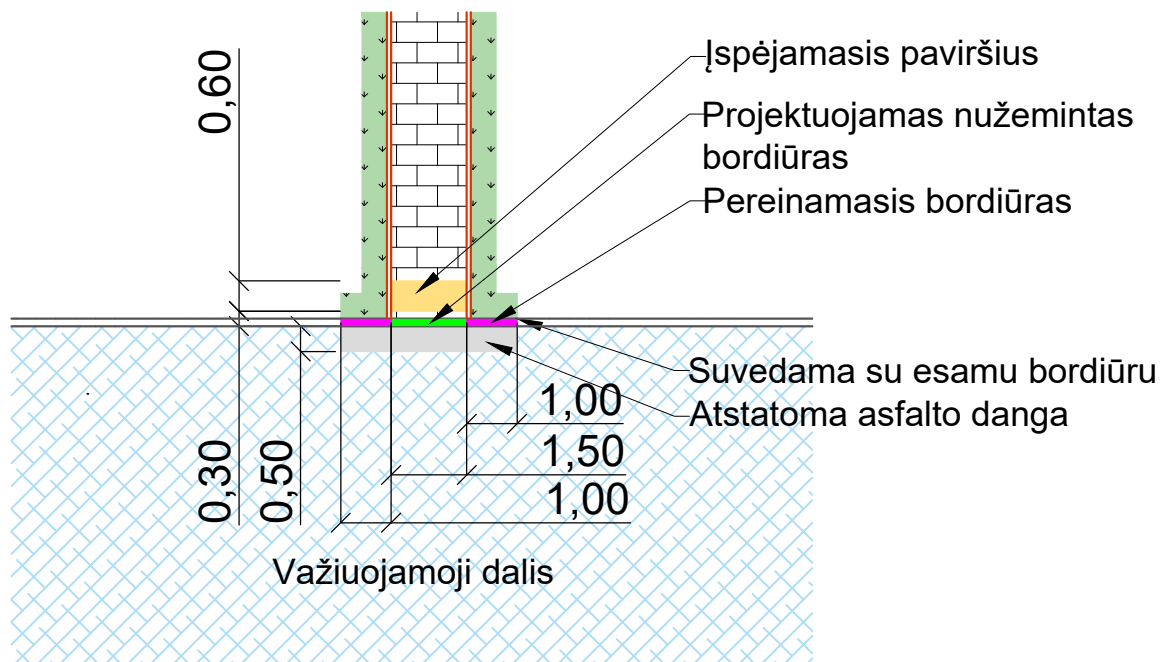 Įspėjamasis paviršius
0,60
Projektuojamas nužemintas
bordiūras
Pereinamasis bordiūras
Suvedama su esamu bordiūru
Atstatoma asfalto danga
1,00
1,50
1,00
0,30
0,50
Važiuojamoji dalis